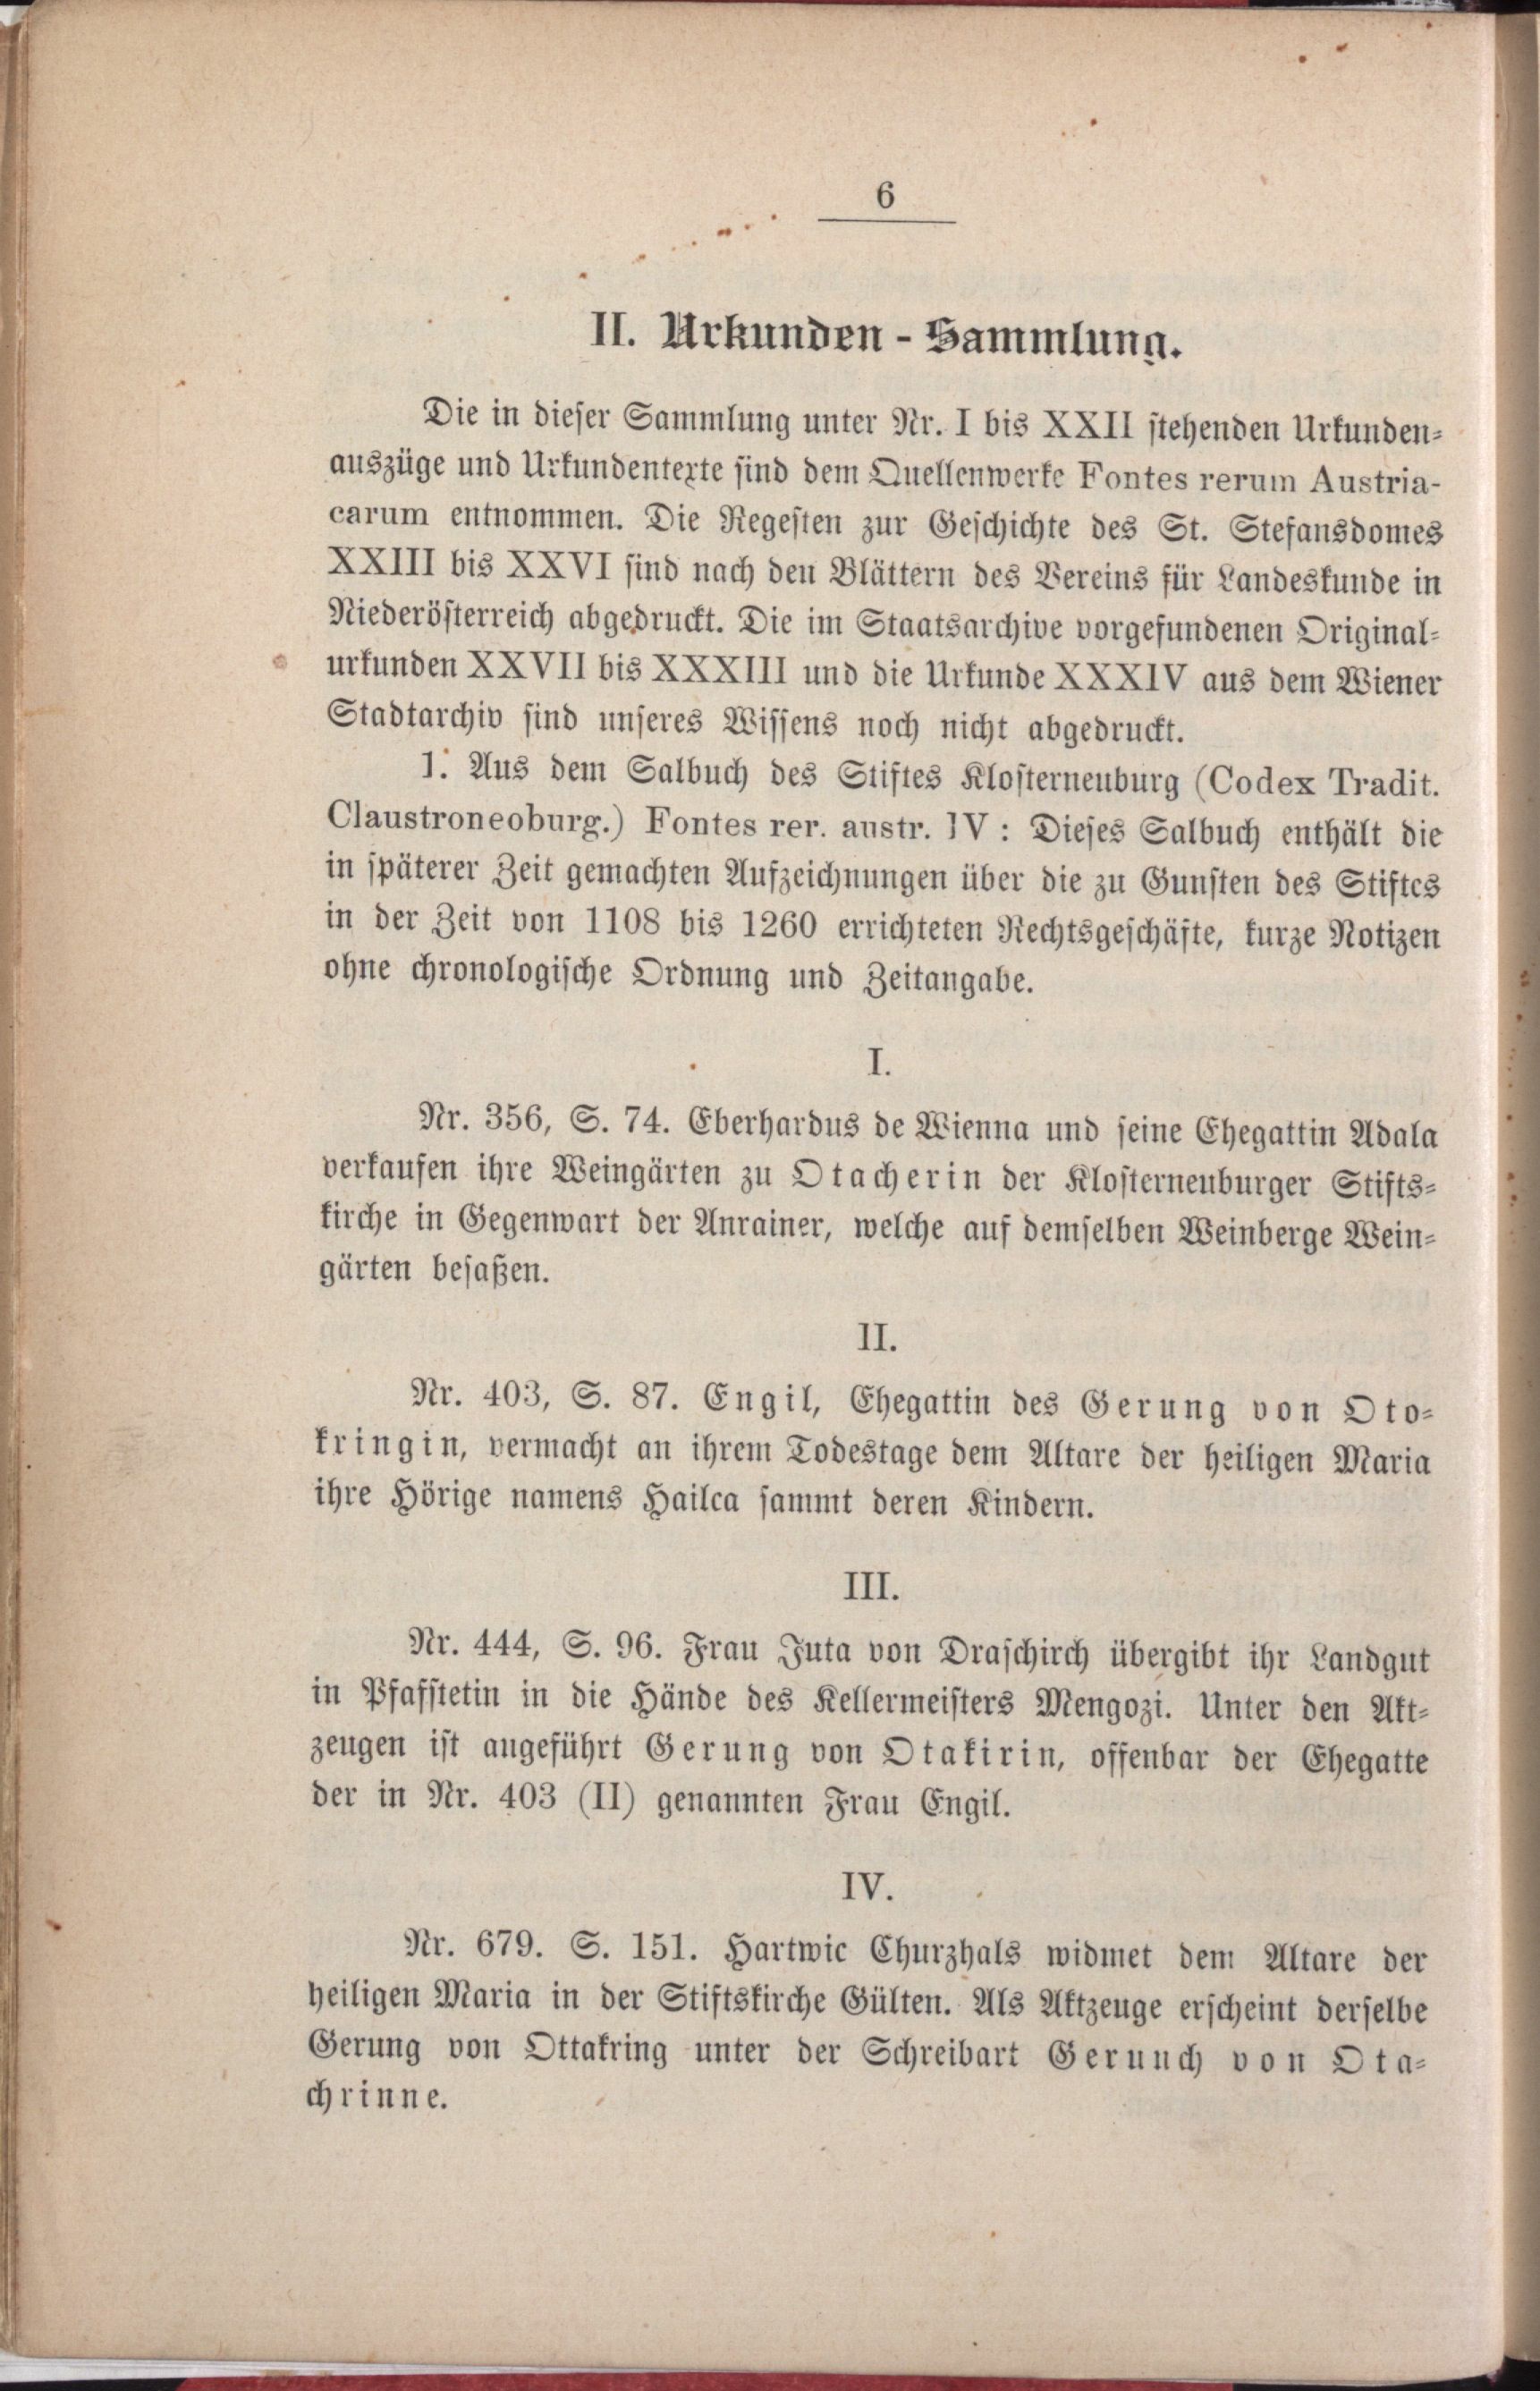 6
II. Urkunden - Sammlung.
Die in dieser Sammlung unter Nr. I bis XXII stehenden Urkunden-
auszüge und Urkundentexte sind dem Quellenwerke Fontes rerum Austria-
carum entnommen. Die Regesten zur Geschichte des St. Stefansdomes
XXIII bis XXVI sind nach den Blättern des Vereins für Landeskunde in
Niederösterreich abgedruckt. Die im Staatsarchive vorgefundenen Original-
urkunden XXVII bis XXXIII und die Urkunde XXXIV aus dem Wiener
Stadtarchiv sind unseres Wissens noch nicht abgedruckt.
1. Aus dem Salbuch des Stiftes Klosterneuburg (Codex Tradit.
Claustroneoburg.) Fontes rer. austr. IV : Dieses Salbuch enthält die
in späterer Zeit gemachten Aufzeichnungen über die zu Gunsten des Stiftes
in der Zeit von 1108 bis 1260 errichteten Rechtsgeschäfte, kurze Notizen
ohne chronologische Ordnung und Zeitangabe.
I.
Nr. 356, S. 74. Eberhardus de Wienna und seine Ehegattin Adala
verkaufen ihre Weingärten zu Otacherin der Klosterneuburger Stifts-
kirche in Gegenwart der Anrainer, welche auf demselben Weinberge Wein-
gärten besaßen.
II.
Nr. 403, S. 87. Engil, Ehegattin des Gerung von Oto-
kringin, vermacht an ihrem Todestage dem Altare der heiligen Maria
ihre Hörige namens Hailca sammt deren Kindern.
III.
Nr. 444, S. 96. Frau Juta von Draschirch übergibt ihr Landgut
in Pfafstetin in die Hände des Kellermeisters Mengozi. Unter den Akt-
zeugen ist angeführt Gerung von Otakirin, offenbar der Ehegatte
der in Nr. 403 (II) genannten Frau Engil.
IV.
Nr. 679. S. 151. Hartwic Churzhals widmet dem Altare der
heiligen Maria in der Stiftskirche Gülten. Als Aktzeuge erscheint derselbe
Gerung von Ottakring unter der Schreibart Gerunch von Ota-
chrinne.